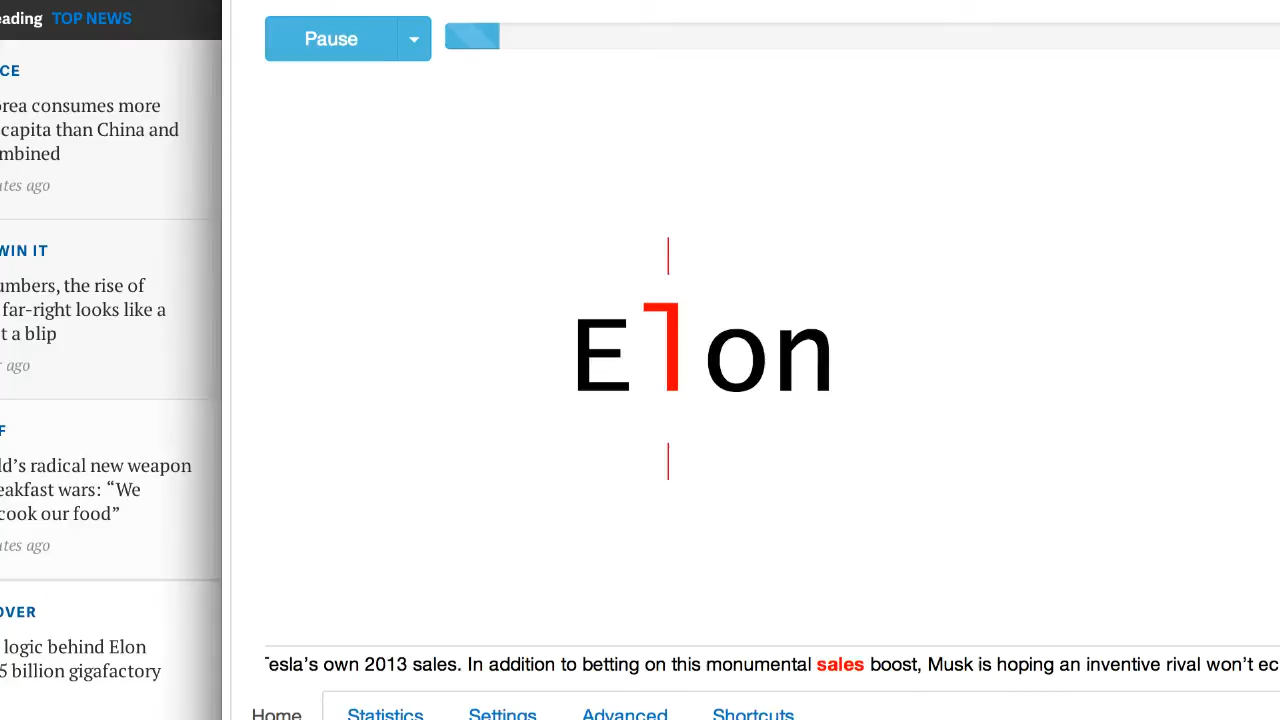 eading TOP NEWS
CE
orea consumes more
capita than China and
mbined
utes ago
WIN IT
umbers, the rise of
far-right looks like a
t a blip
r ago
F
ld's radical new weapon
eakfast wars: “We
cook our food”
utes ago
OVER
logic behind Elon
5 billion gigafactory
Pause
Elon
Tesla's own 2013 sales. In addition to betting on this monumental sales boost, Musk is hoping an inventive rival won't ec
Home Statistics Settings Advanced Shortcuts